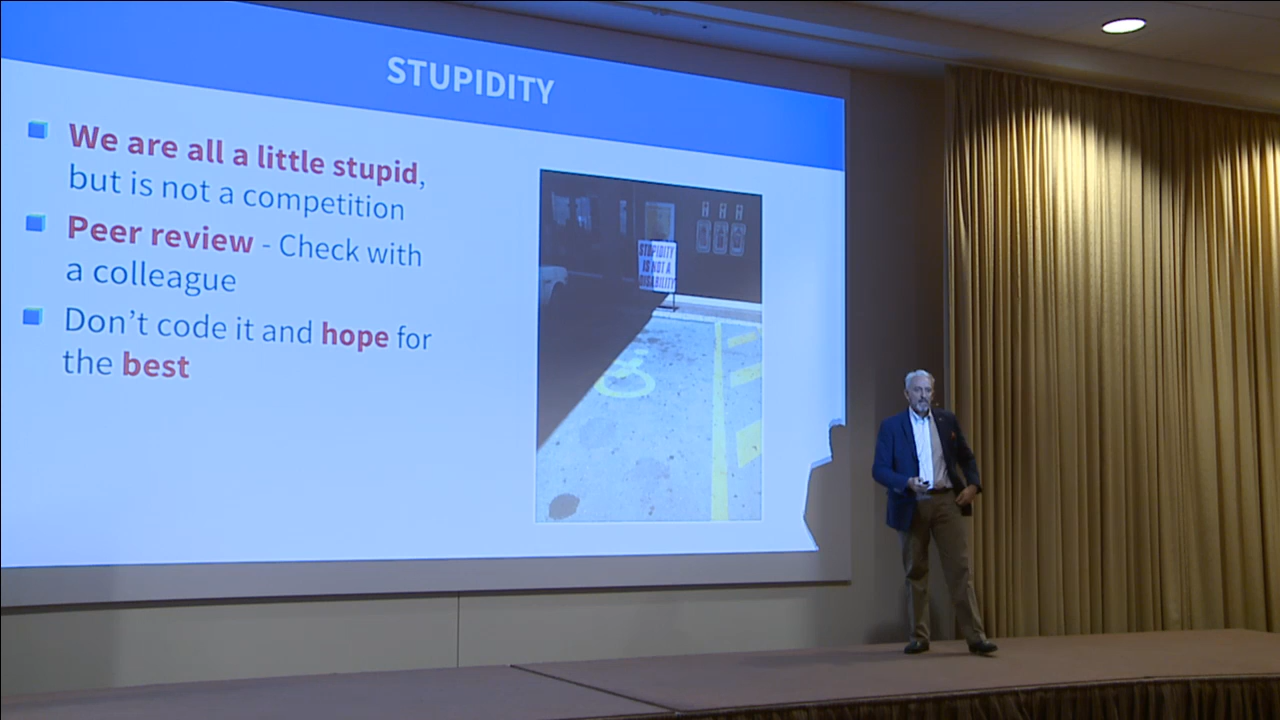 STUPIDITY
We are all a little stupid,
but is not a competition
Peer review - Check with
a colleague
Don't code it and hope for
the best
STUPIDITY
IS NOT A
DISABILITY